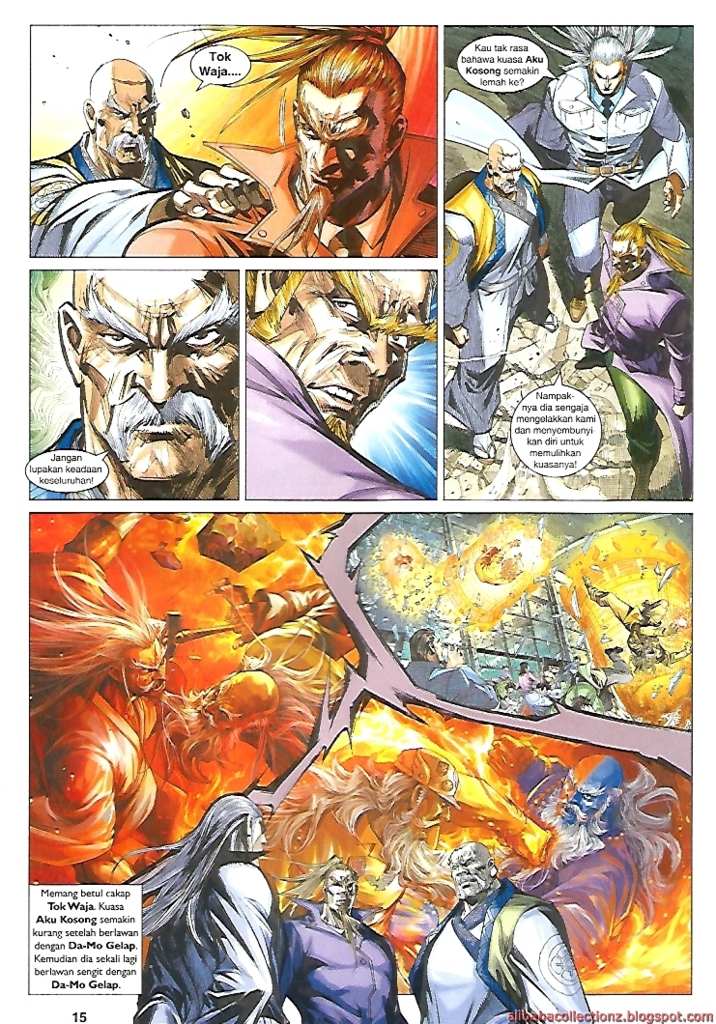 Tok
Waja....
Kau tak rasa
bahawa kuasa Aku
Kosong semakin
lemah ke?
Jangan
lupakan keadaan
keseluruhan!
Nampak-
nya dia sengaja
mengelakkan kami
dan menyembunyi
kan diri untuk
memulihkan
kuasanya!
Memang betul cakap
Tok Waja. Kuasa
Aku Kosong semakin
kurang setelah berlawan
dengan Da-Mo Gelap.
Kemudian dia sekali lagi
berlawan sengit dengan
Da-Mo Gelap.
15
alibabacollectionz.blogspot.com